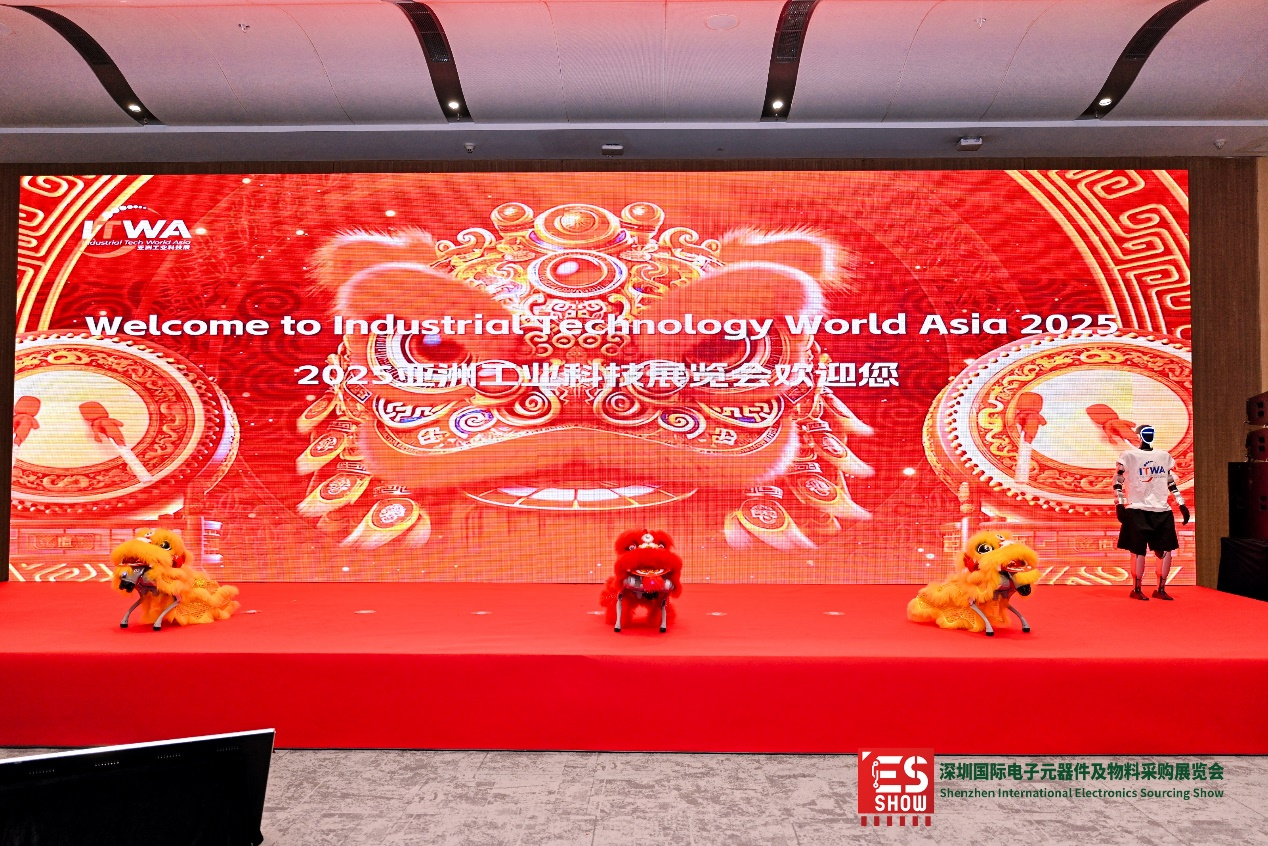 ITWA
Industrial Tech World Asia
亚洲工业科技展
Welcome to Industrial Technology World Asia 2025
2025亚洲工业科技展览会欢迎您
ITWA
ES
SHOW
深圳国际电子元器件及物料采购展览会
Shenzhen International Electronics Sourcing Show